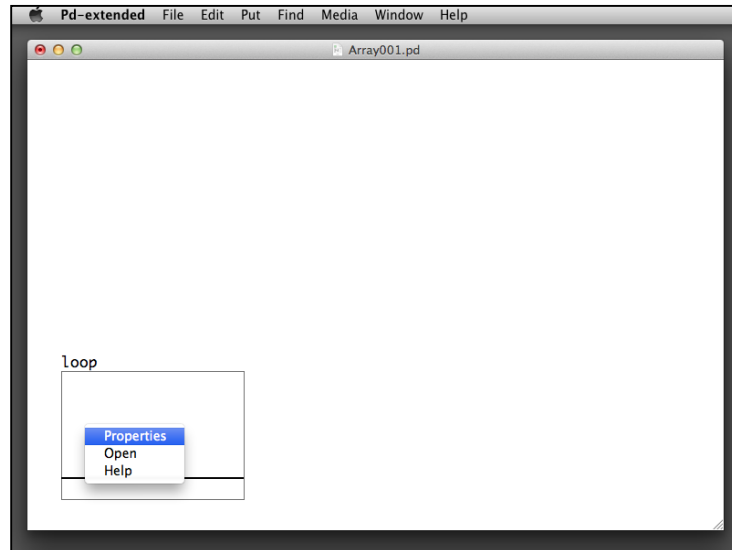 Pd-extended File Edit Put Find Media Window Help
Array001.pd
loop
Properties
Open
Help